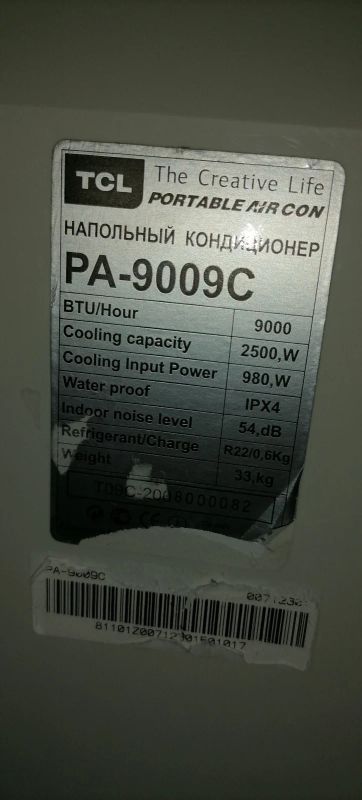 TCL The Creative Life
PORTABLE AIR CON
НАПОЛЬНЫЙ КОНДИЦИОНЕР
PA-9009C
BTU/Hour 9000
Cooling capacity 2500,W
Cooling Input Power 980,W
Water proof IPX4
Indoor noise level 54,dB
Refrigerant/Charge R22/0,6Kg
Weight 33,kg
T09C-2008000082
PA-9009C